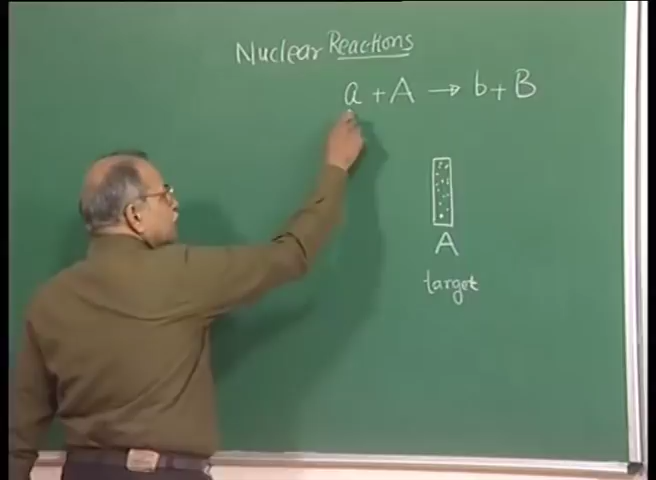 Nuclear Reactions
a + A → b + B
A
target